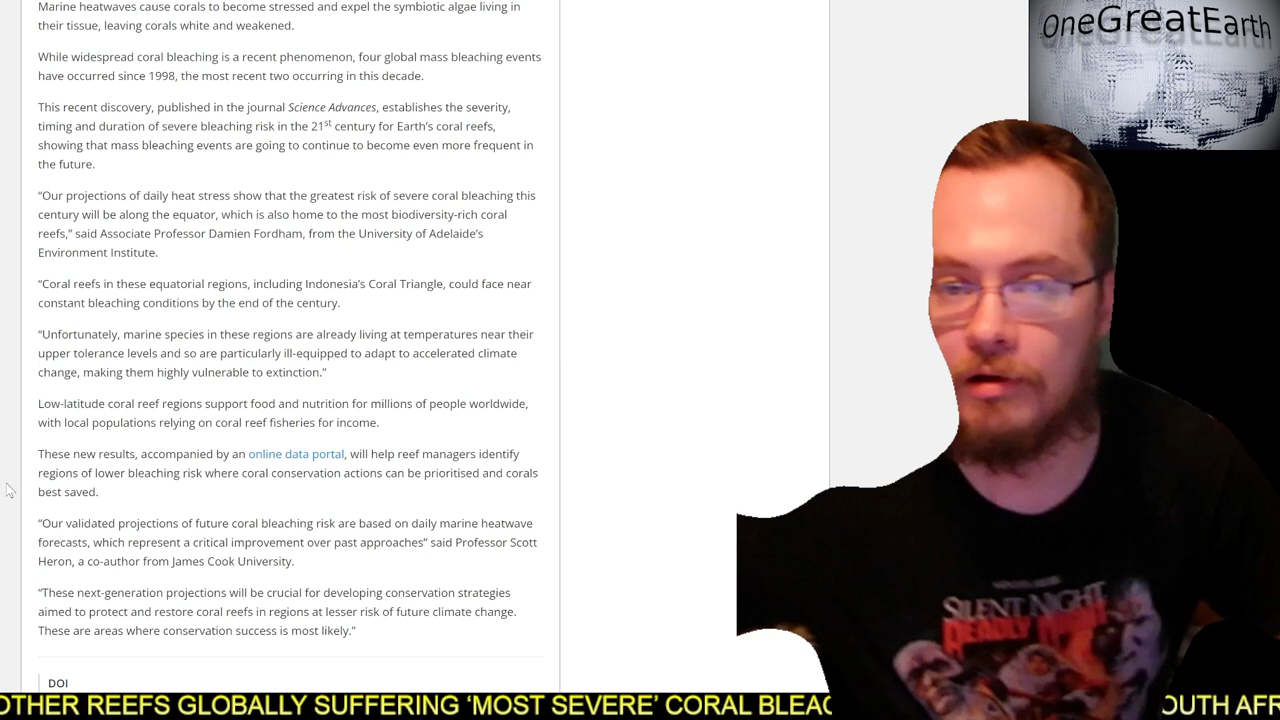 Marine heatwaves cause corals to become stressed and expel the symbiotic algae living in
their tissue, leaving corals white and weakened.
While widespread coral bleaching is a recent phenomenon, four global mass bleaching events
have occurred since 1998, the most recent two occurring in this decade.
This recent discovery, published in the journal Science Advances, establishes the severity,
timing and duration of severe bleaching risk in the 21st century for Earth's coral reefs,
showing that mass bleaching events are going to continue to become even more frequent in
the future.
“Our projections of daily heat stress show that the greatest risk of severe coral bleaching this
century will be along the equator, which is also home to the most biodiversity-rich coral
reefs,” said Associate Professor Damien Fordham, from the University of Adelaide’s
Environment Institute.
“Coral reefs in these equatorial regions, including Indonesia’s Coral Triangle, could face near
constant bleaching conditions by the end of the century.
“Unfortunately, marine species in these regions are already living at temperatures near their
upper tolerance levels and so are particularly ill-equipped to adapt to accelerated climate
change, making them highly vulnerable to extinction.”
Low-latitude coral reef regions support food and nutrition for millions of people worldwide,
with local populations relying on coral reef fisheries for income.
These new results, accompanied by an online data portal, will help reef managers identify
regions of lower bleaching risk where coral conservation actions can be prioritised and corals
best saved.
“Our validated projections of future coral bleaching risk are based on daily marine heatwave
forecasts, which represent a critical improvement over past approaches” said Professor Scott
Heron, a co-author from James Cook University.
“These next-generation projections will be crucial for developing conservation strategies
aimed to protect and restore coral reefs in regions at lesser risk of future climate change.
These are areas where conservation success is most likely.”
DOI
OneGreatEarth
SILENT NIGHT
DEADLY NIGHT
OTHER REEFS GLOBALLY SUFFERING ‘MOST SEVERE’ CORAL BLEAC OUTH AFR